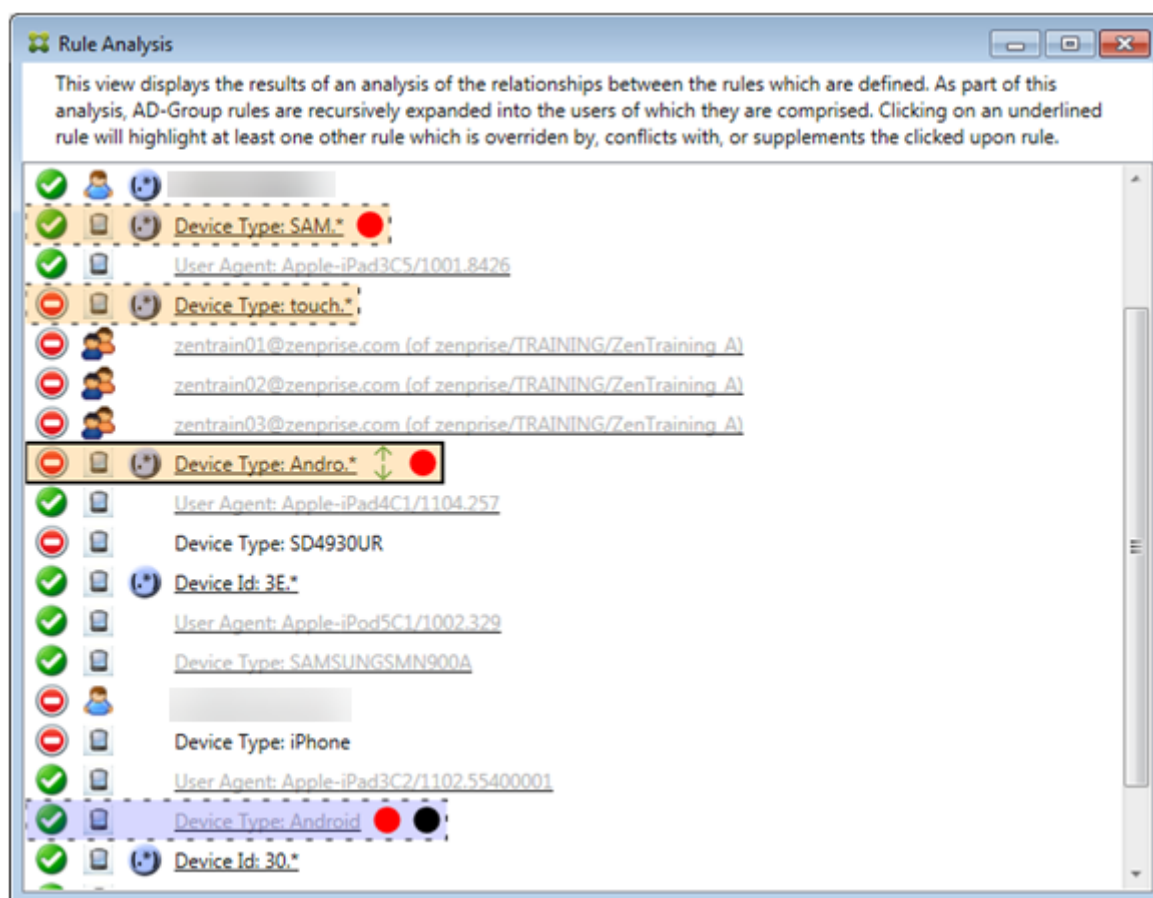 Rule Analysis
This view displays the results of an analysis of the relationships between the rules which are defined. As part of this
analysis, AD-Group rules are recursively expanded into the users of which they are comprised. Clicking on an underlined
rule will highlight at least one other rule which is overriden by, conflicts with, or supplements the clicked upon rule.
(.*)
(.*) Device Type: SAM.*
User Agent: Apple-iPad3C5/1001.8426
(.*) Device Type: touch.*
zentrain01@zenprise.com (of zenprise/TRAINING/ZenTraining_A)
zentrain02@zenprise.com (of zenprise/TRAINING/ZenTraining_A)
zentrain03@zenprise.com (of zenprise/TRAINING/ZenTraining_A)
(.*) Device Type: Andro.*
User Agent: Apple-iPad4C1/1104.257
Device Type: SD4930UR
(.*) Device Id: 3E.*
User Agent: Apple-iPod5C1/1002.329
Device Type: SAMSUNGSMN900A
Device Type: iPhone
User Agent: Apple-iPad3C2/1102.55400001
Device Type: Android
(.*) Device Id: 30.*